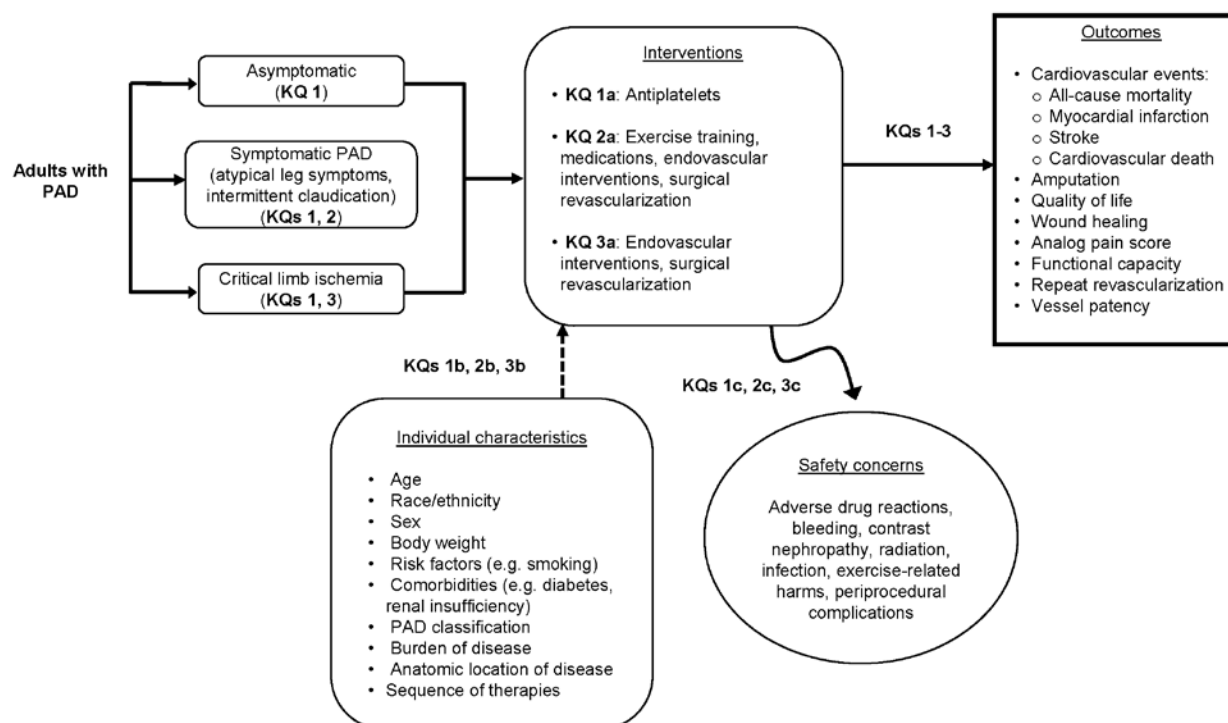 Adults with
PAD
Asymptomatic
(KQ 1)
Symptomatic PAD
(atypical leg symptoms,
intermittent claudication)
(KQs 1, 2)
Critical limb ischemia
(KQs 1, 3)
Interventions
• KQ 1a: Antiplatelets
• KQ 2a: Exercise training,
medications, endovascular
interventions, surgical
revascularization
• KQ 3a: Endovascular
interventions, surgical
revascularization
KQs 1-3
Outcomes
• Cardiovascular events:
o All-cause mortality
o Myocardial infarction
o Stroke
o Cardiovascular death
• Amputation
• Quality of life
• Wound healing
• Analog pain score
• Functional capacity
• Repeat revascularization
• Vessel patency
KQs 1b, 2b, 3b
KQs 1c, 2c, 3c
Individual characteristics
• Age
• Race/ethnicity
• Sex
• Body weight
• Risk factors (e.g. smoking)
• Comorbidities (e.g. diabetes,
renal insufficiency)
• PAD classification
• Burden of disease
• Anatomic location of disease
• Sequence of therapies
Safety concerns
Adverse drug reactions,
bleeding, contrast
nephropathy, radiation,
infection, exercise-related
harms, periprocedural
complications